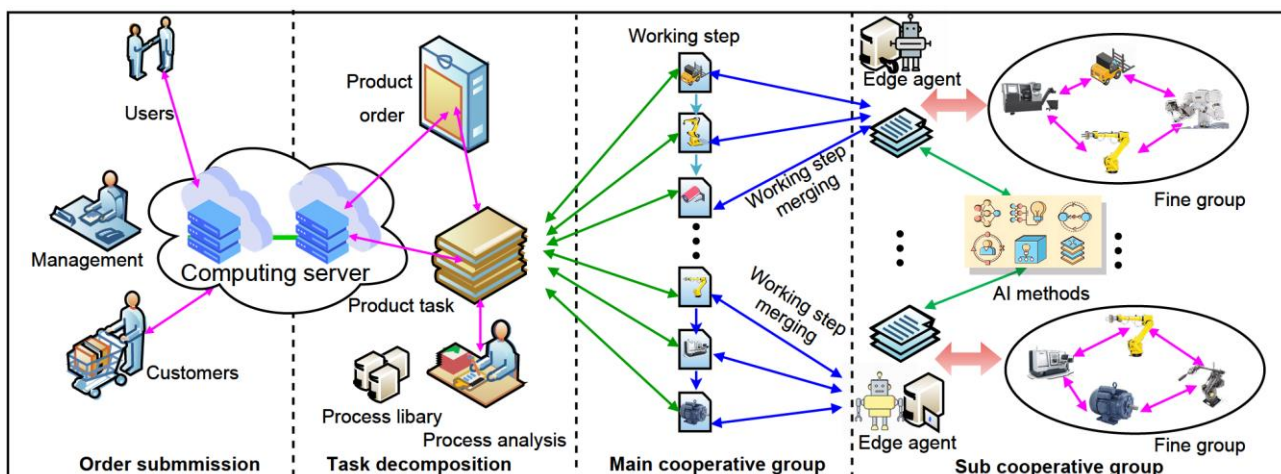 Users
Management
Computing server
Customers
Order submmission
Product
order
Product task
Process libary
Process analysis
Task decomposition
Working step
Working step
merging
Working step
merging
Main cooperative group
Edge agent
Fine group
AI methods
Edge agent
Fine group
Sub cooperative group